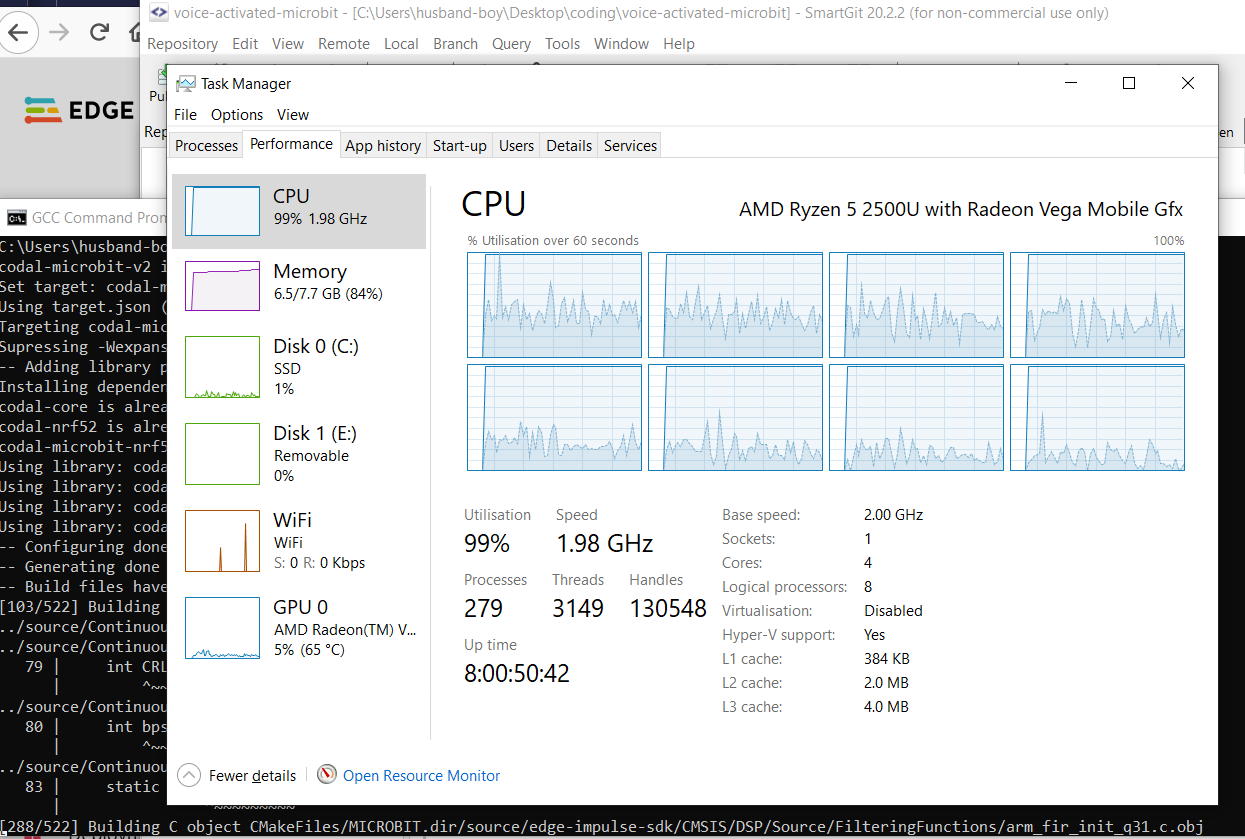 voice-activated-microbit - [C:\Users\husband-boy\Desktop\coding\voice-activated-microbit] - SmartGit 20.2.2 (for non-commercial use only)
Repository Edit View Remote Local Branch Query Tools Window Help
EDGE
Pu
Rep
en
Task Manager
File Options View
Processes Performance App history Start-up Users Details Services
CPU
99% 1.98 GHz
Memory
6.5/7.7 GB (84%)
Disk 0 (C:)
SSD
1%
Disk 1 (E:)
Removable
0%
WiFi
WiFi
S: 0 R: 0 Kbps
GPU 0
AMD Radeon(TM) V...
5% (65 °C)
CPU
AMD Ryzen 5 2500U with Radeon Vega Mobile Gfx
% Utilisation over 60 seconds
100%
Utilisation Speed
99% 1.98 GHz
Processes Threads Handles
279 3149 130548
Up time
8:00:50:42
Base speed: 2.00 GHz
Sockets: 1
Cores: 4
Logical processors: 8
Virtualisation: Disabled
Hyper-V support: Yes
L1 cache: 384 KB
L2 cache: 2.0 MB
L3 cache: 4.0 MB
Fewer details
Open Resource Monitor
GCC Command Prom
C:\Users\husband-bo
codal-microbit-v2 i
Set target: codal-m
Using target.json (
Targeting codal-mic
Supressing -Wexpans
-- Adding library p
Installing dependen
codal-core is alrea
codal-nrf52 is alre
codal-microbit-nrf5
Using library: coda
Using library: coda
Using library: coda
Using library: coda
-- Configuring done
-- Generating done
-- Build files have
[103/522] Building
../source/Continuou
../source/Continuou
79 | int CRL
| ^~~
../source/Continuou
80 | int bps
| ^~~
../source/Continuou
83 | static
| ~~~~~~~~~~
[288/522] Building C object CMakeFiles/MICROBIT.dir/source/edge-impulse-sdk/CMSIS/DSP/Source/FilteringFunctions/arm_fir_init_q31.c.obj